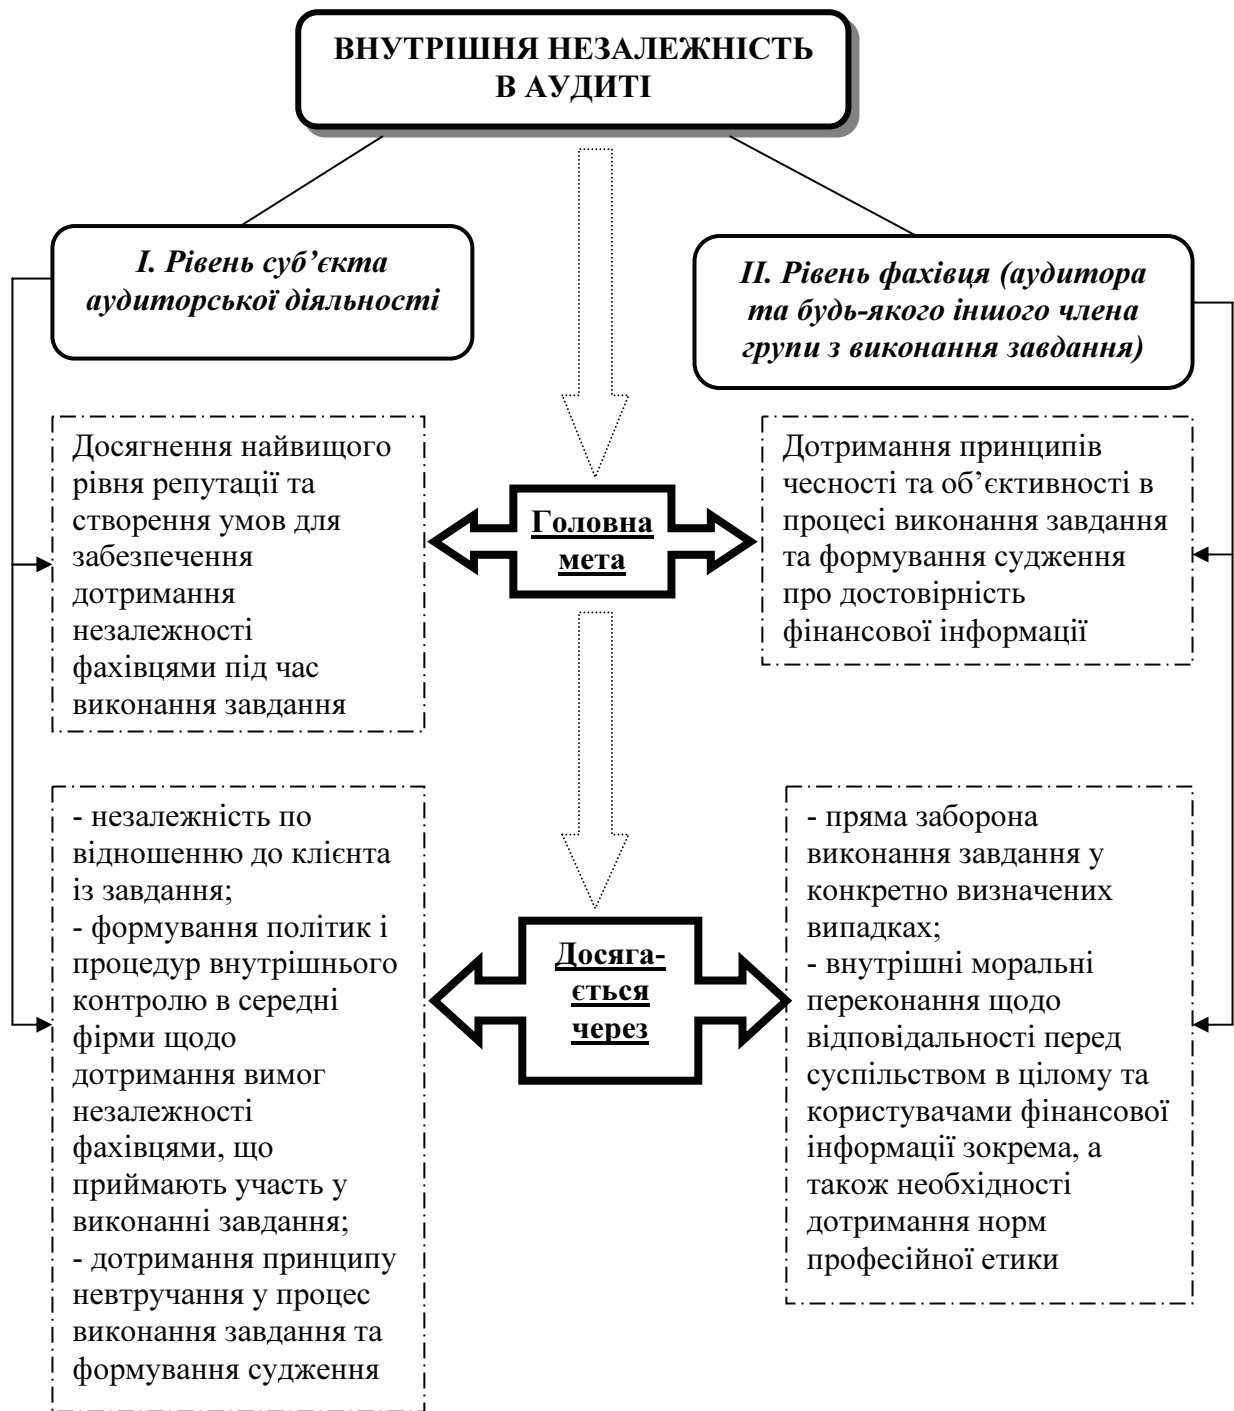 ВНУТРІШНЯ НЕЗАЛЕЖНІСТЬ
В АУДИТІ
І. Рівень суб’єкта
аудиторської діяльності
ІІ. Рівень фахівця (аудитора
та будь-якого іншого члена
групи з виконання завдання)
Досягнення найвищого
рівня репутації та
створення умов для
забезпечення
дотримання
незалежності
фахівцями під час
виконання завдання
Головна
мета
Дотримання принципів
чесності та об’єктивності в
процесі виконання завдання
та формування судження
про достовірність
фінансової інформації
- незалежність по
відношенню до клієнта
із завдання;
- формування політик і
процедур внутрішнього
контролю в середні
фірми щодо
дотримання вимог
незалежності
фахівцями, що
приймають участь у
виконанні завдання;
- дотримання принципу
невтручання у процес
виконання завдання та
формування судження
Досяга-
ється
через
- пряма заборона
виконання завдання у
конкретно визначених
випадках;
- внутрішні моральні
переконання щодо
відповідальності перед
суспільством в цілому та
користувачами фінансової
інформації зокрема, а
також необхідності
дотримання норм
професійної етики